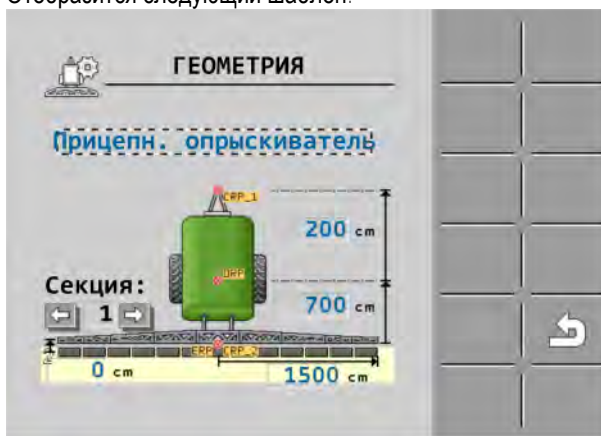 Отобразится следующий шаблон:
ГЕОМЕТРИЯ
Прицепн. опрыскиватель
CRP_1
200 cm
DRP
Секция:
700 cm
1
ERP CRP_2
0 cm
1500 cm